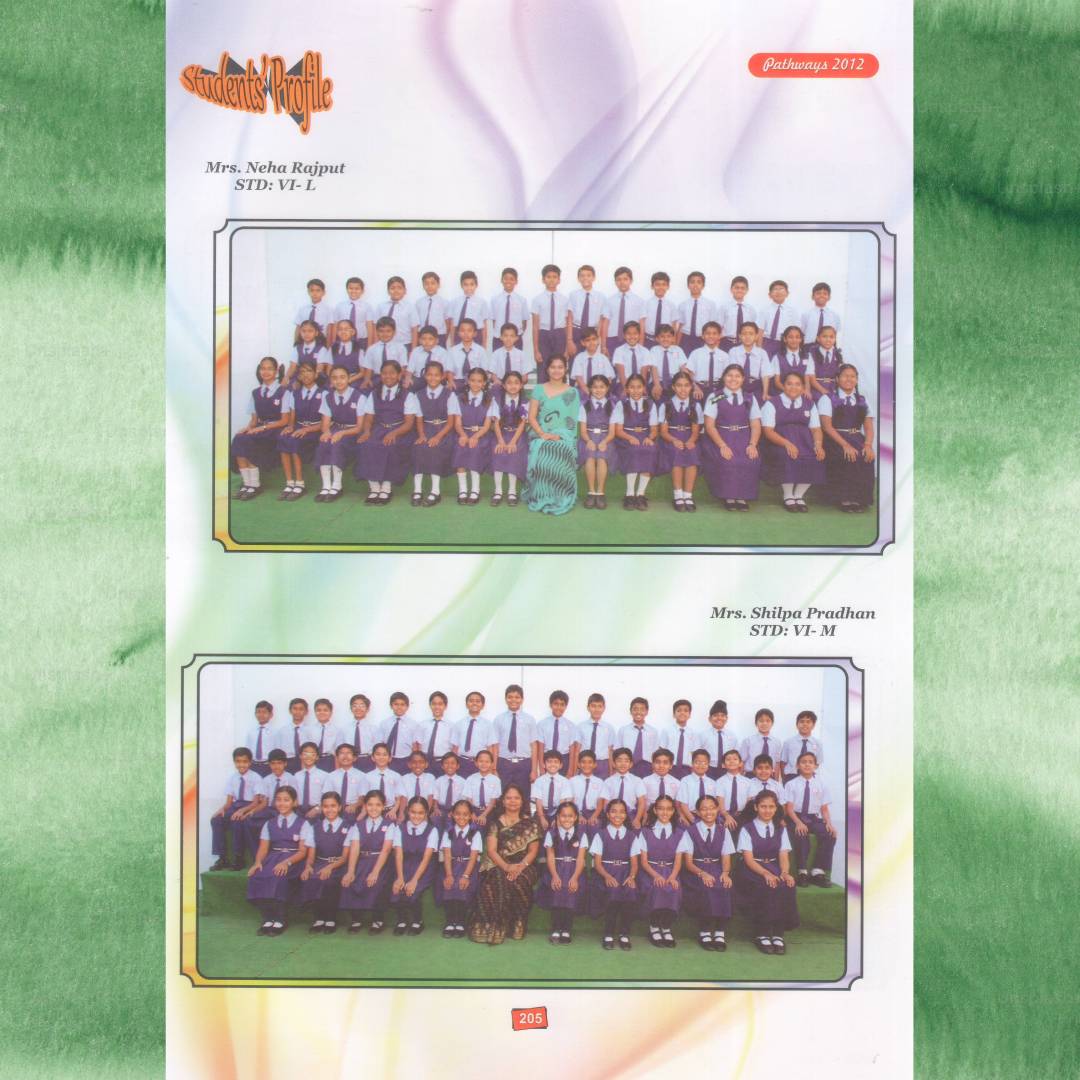 Students' Profile
Pathways 2012
Mrs. Neha Rajput
STD: VI- L
Mrs. Shilpa Pradhan
STD: VI- M
205